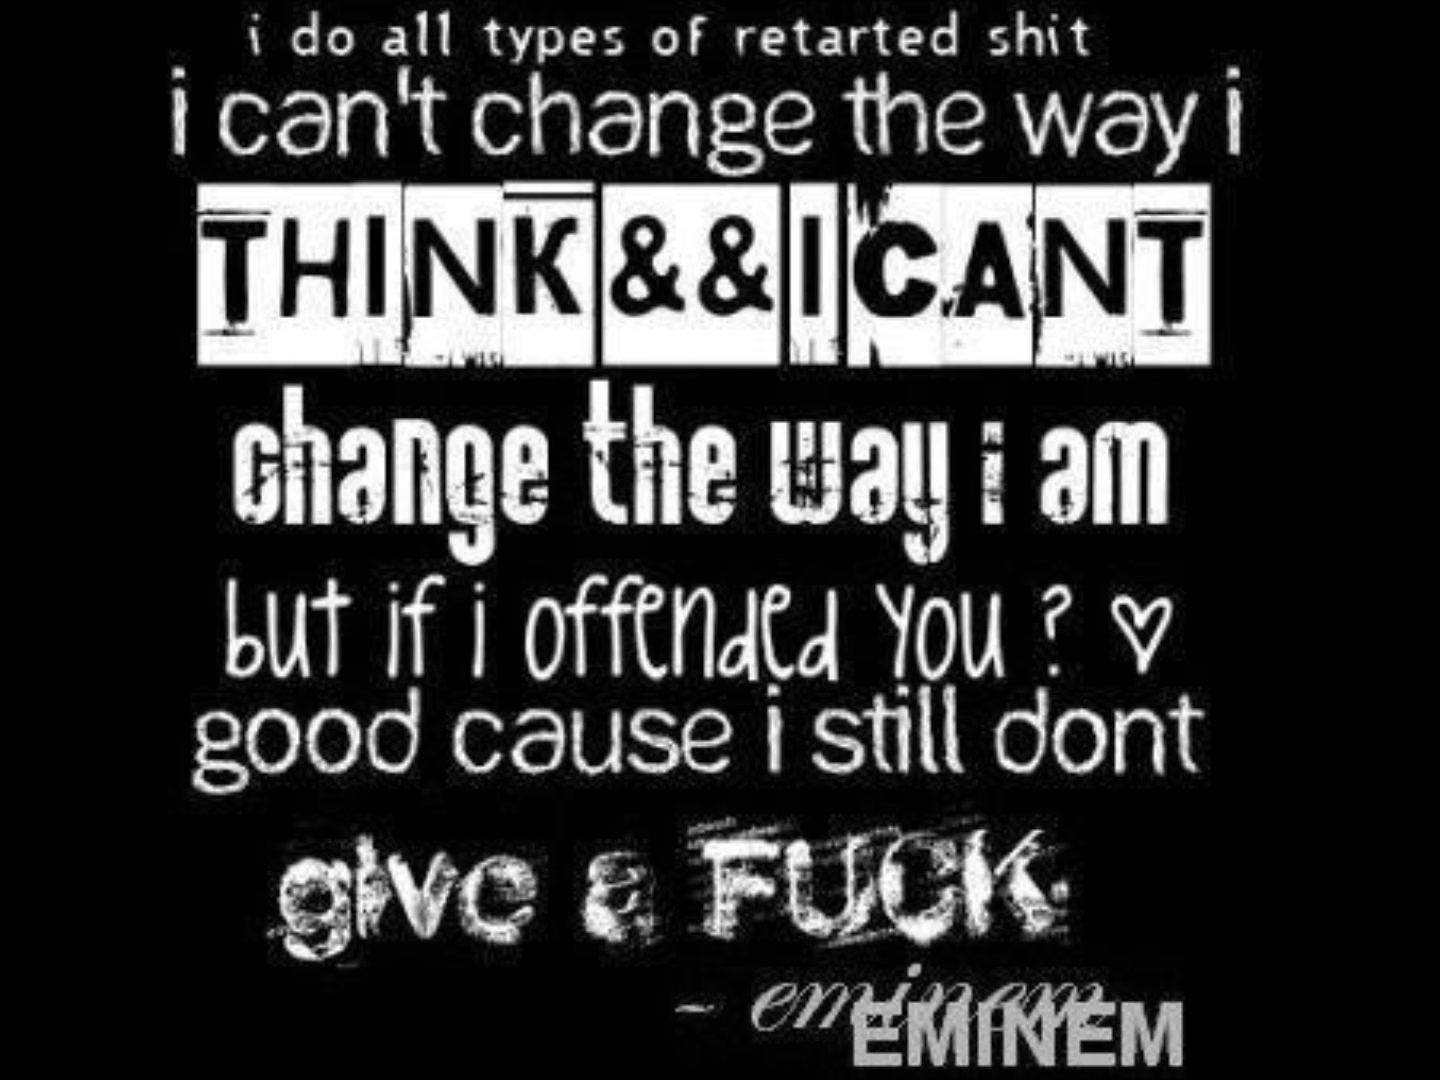 i do all types of retarted shit
i can't change the way i
THINK && I CANT
change the way i am
but if i offended you ? ♡
good cause i still dont
give a FUCK.
~ eminem
EMINEM